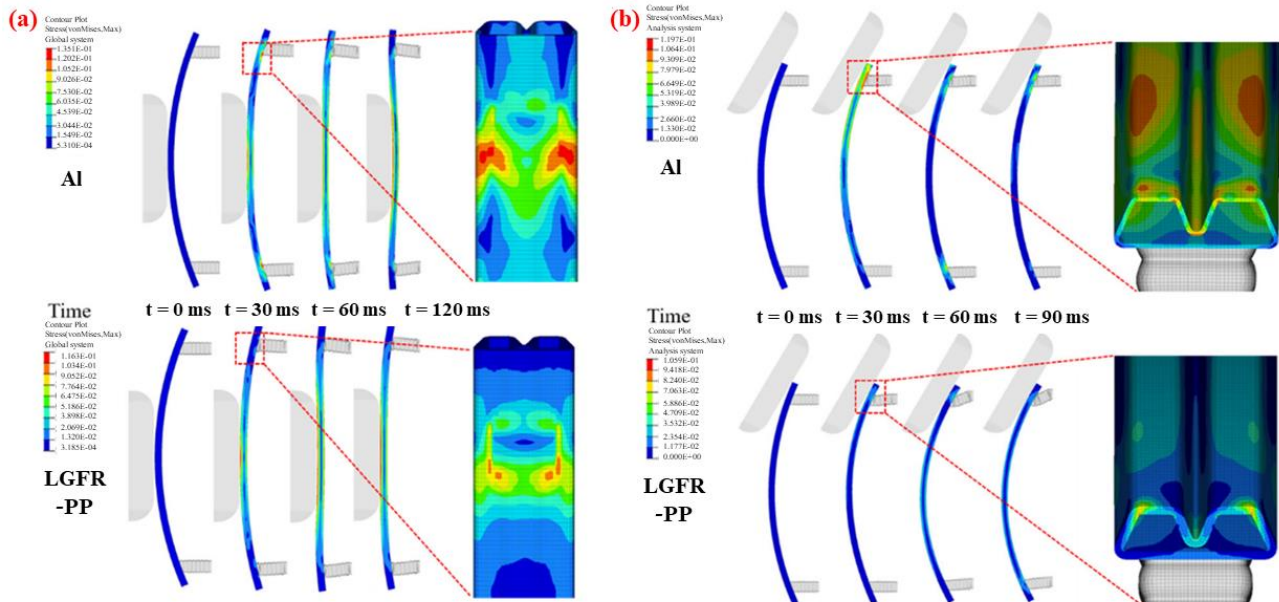 (a)
Contour Plot
Stress(vonMises,Max)
Global system
1.351E-01
1.202E-01
1.052E-01
9.026E-02
7.530E-02
6.035E-02
4.539E-02
3.044E-02
1.549E-02
5.310E-04
Al
Time
t = 0 ms t = 30 ms t = 60 ms t = 120 ms
Contour Plot
Stress(vonMises,Max)
Global system
1.163E-01
1.034E-01
9.052E-02
7.764E-02
6.475E-02
5.186E-02
3.898E-02
2.069E-02
1.320E-02
3.185E-04
LGFR
-PP
(b)
Contour Plot
Stress(vonMises,Max)
Analysis system
1.197E-01
1.064E-01
9.309E-02
7.979E-02
6.649E-02
5.319E-02
3.989E-02
2.660E-02
1.330E-02
0.000E+00
Al
Time
t = 0 ms t = 30 ms t = 60 ms t = 90 ms
Contour Plot
Stress(vonMises,Max)
Analysis system
1.059E-01
9.418E-02
8.240E-02
7.063E-02
5.886E-02
4.709E-02
3.532E-02
2.354E-02
1.177E-02
0.000E+00
LGFR
-PP